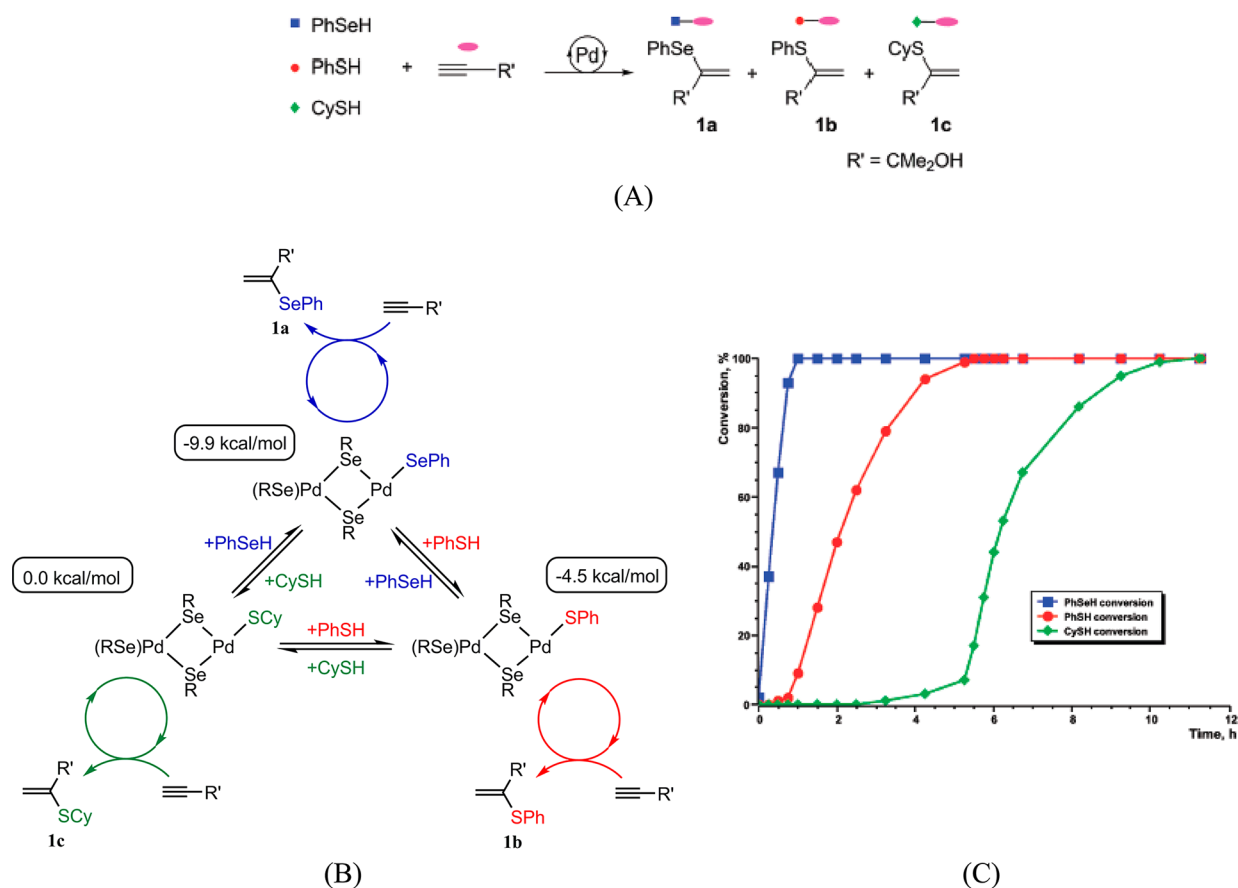 PhSeH
PhSH
CySH
+
R'
Pd
PhSe
R'
1a
+
PhS
R'
1b
+
CyS
R'
1c
R' = CMe₂OH
(A)
R'
SePh
1a
R'
-9.9 kcal/mol
R
Se
SePh
(RSe)Pd
Pd
Se
R
+PhSeH
+CySH
+PhSH
+PhSeH
0.0 kcal/mol
-4.5 kcal/mol
R
Se
SCy
(RSe)Pd
Pd
Se
R
+PhSH
+CySH
R
Se
SPh
(RSe)Pd
Pd
Se
R
R'
SCy
1c
R'
R'
SPh
1b
R'
(B)
Conversion, %
100
80
60
40
20
0
0
2
4
6
8
10
12
Time, h
PhSeH conversion
PhSH conversion
CySH conversion
(C)